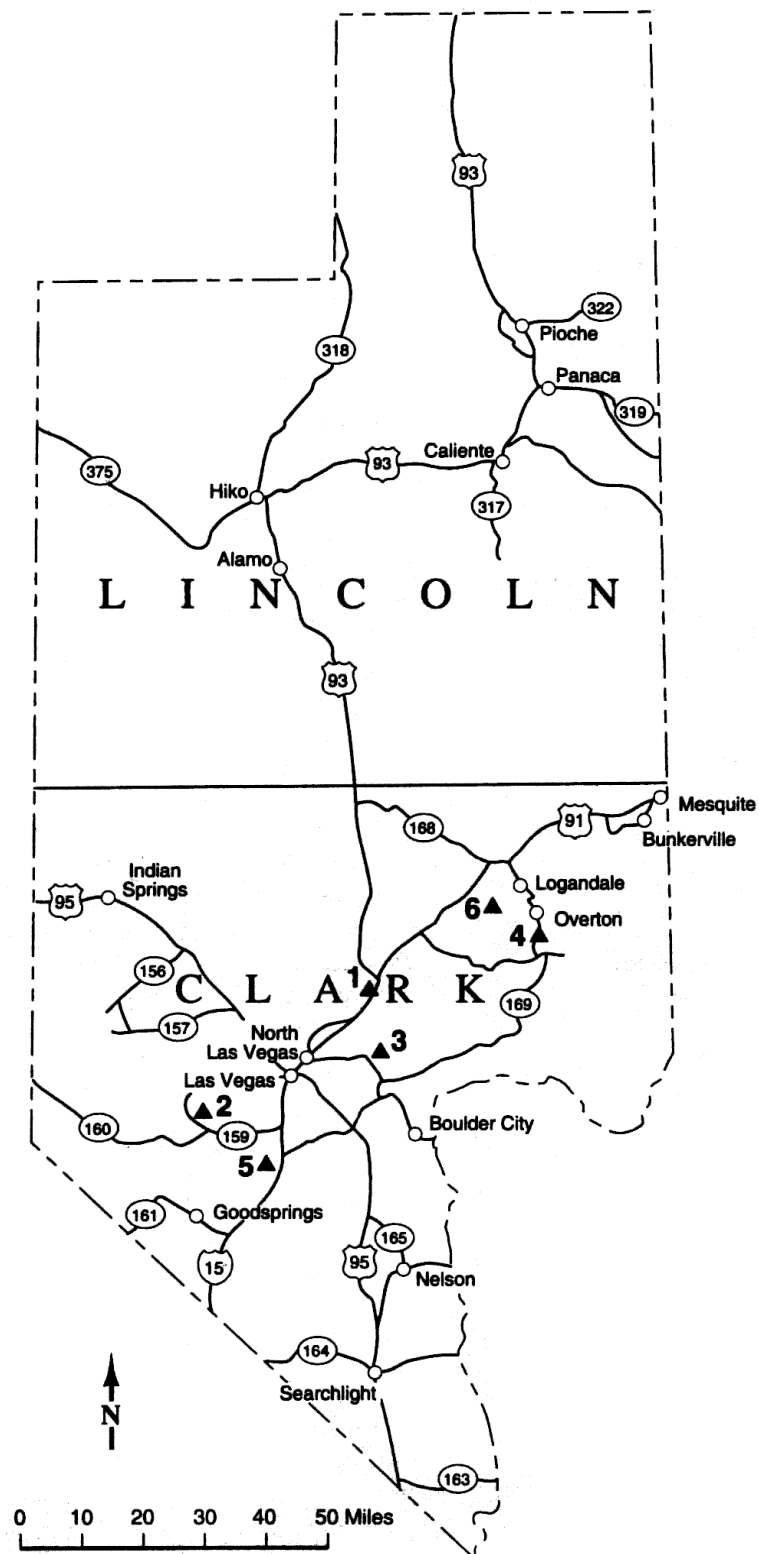 93
322
Pioche
318
Panaca
319
Caliente
93
375
Hiko
317
Alamo
L I N C O L N
93
Mesquite
91
168
Bunkerville
Indian
Springs
Logandale
95
6
Overton
4
156
1
C L A R K
169
157
North
Las Vegas
3
Las Vegas
2
160
159
Boulder City
5
161
Goodsprings
165
15
95
Nelson
164
Searchlight
N
163
0 10 20 30 40 50 Miles